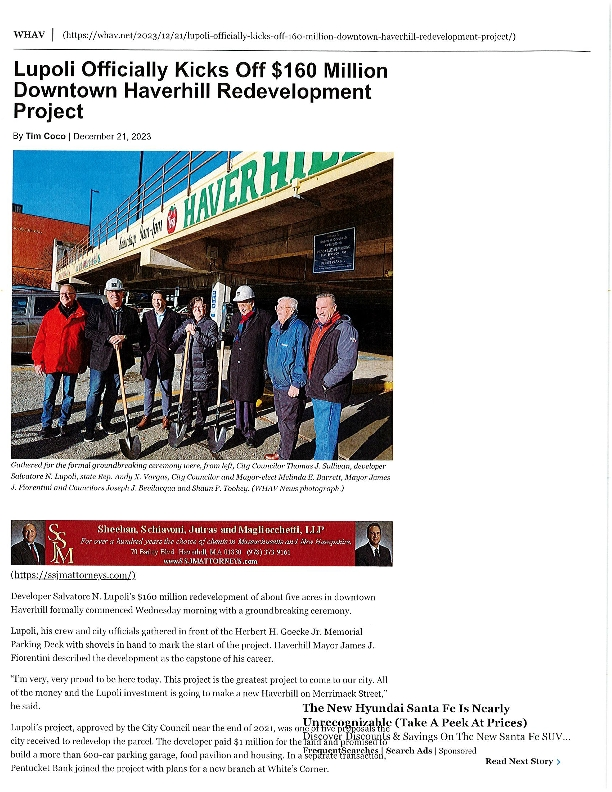 WHAV | (https://whav.net/2023/12/21/lupoli-officially-kicks-off-160-million-downtown-haverhill-redevelopment-project/)
Lupoli Officially Kicks Off $160 Million
Downtown Haverhill Redevelopment
Project
By Tim Coco | December 21, 2023
HAVERHILL
Gathered for the formal groundbreaking ceremony were, from left, City Councilor Thomas J. Sullivan, developer
Salvatore N. Lupoli, state Rep. Andy X. Vargas, City Councilor and Mayor-elect Melinda E. Barrett, Mayor James
J. Fiorentini and Councilors Joseph J. Bevilacqua and Shaun P. Toohey. (WHAV News photograph.)
SSJM
Sheehan, Schiavoni, Jutras and Magliocchetti, LLP
For over a hundred years the choice of clients in Massachusetts and New Hampshire
70 Bailey Blvd. Haverhill, MA 01830 (978) 373-9161
www.SSJMATTORNEYS.com
(https://ssjmattorneys.com/)
Developer Salvatore N. Lupoli's $160 million redevelopment of about five acres in downtown
Haverhill formally commenced Wednesday morning with a groundbreaking ceremony.
Lupoli, his crew and city officials gathered in front of the Herbert H. Goecke Jr. Memorial
Parking Deck with shovels in hand to mark the start of the project. Haverhill Mayor James J.
Fiorentini described the development as the capstone of his career.
"I'm very, very proud to be here today. This project is the greatest project to come to our city. All
of the money and the Lupoli investment is going to make a new Haverhill on Merrimack Street,"
he said.
Lupoli's project, approved by the City Council near the end of 2021, was one of five proposals the
city received to redevelop the parcel. The developer paid $1 million for the land and promised to
build a more than 600-car parking garage, food pavilion and housing. In a separate transaction,
Pentucket Bank joined the project with plans for a new branch at White's Corner.
The New Hyundai Santa Fe Is Nearly
Unrecognizable (Take A Peek At Prices)
Discover Discounts & Savings On The New Santa Fe SUV...
FrequentSearches | Search Ads | Sponsored
Read Next Story >